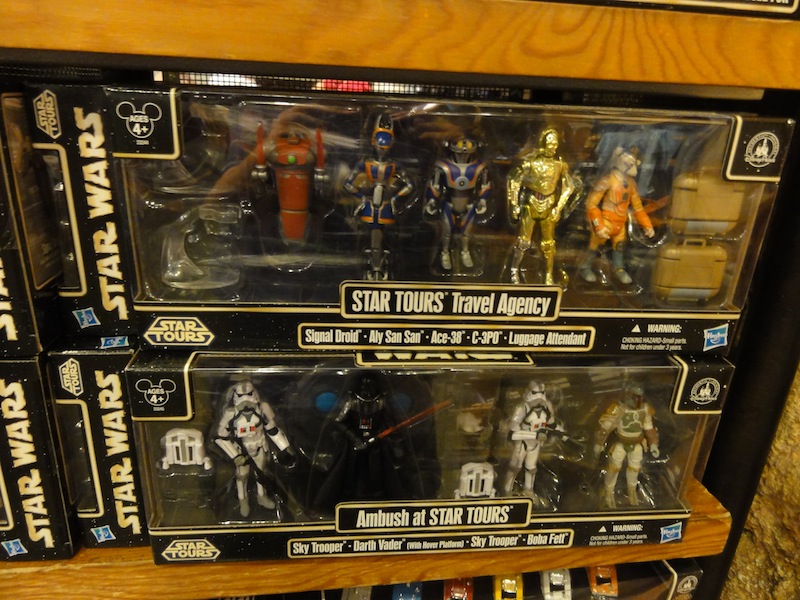 STAR TOURS
STAR WARS
AGES
4+
STAR TOURS Travel Agency
Signal Droid • Aly San San • Ace-38 • C-3PO • Luggage Attendant
STAR TOURS
WARNING:
CHOKING HAZARD-Small parts.
Not for children under 3 years.
Hasbro
Hasbro
STAR WARS
STAR WARS
WARS
AGES
4+
Ambush at STAR TOURS
Sky Trooper • Darth Vader (With Hover Platform) • Sky Trooper • Boba Fett
STAR TOURS
WARNING:
CHOKING HAZARD-Small parts.
Not for children under 3 years.
Hasbro